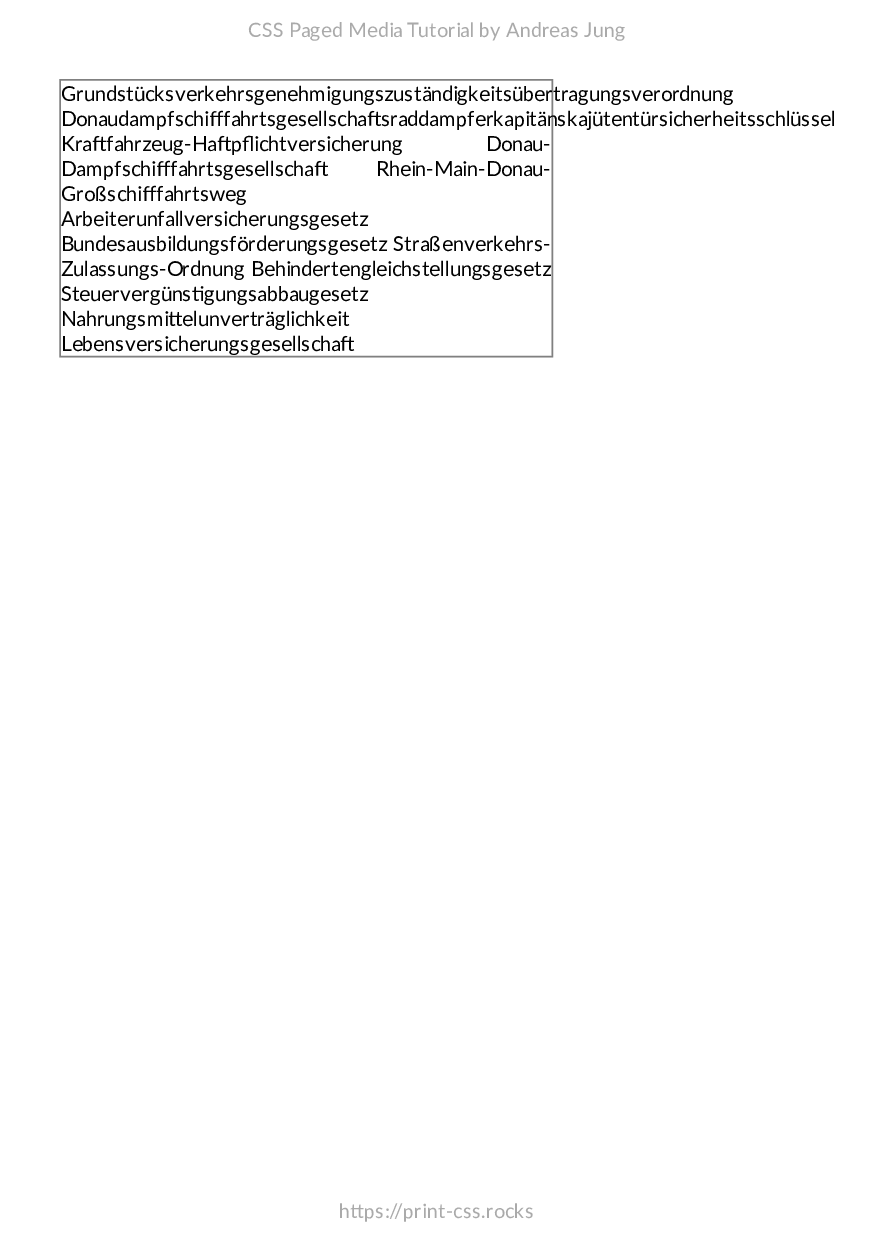 CSS Paged Media Tutorial by Andreas Jung
Grundstücksverkehrsgenehmigungszuständigkeitsübertragungsverordnung
Donaudampfschifffahrtsgesellschaftsraddampferkapitänskajütentürsicherheitsschlüssel
Kraftfahrzeug-Haftpflichtversicherung Donau-
Dampfschifffahrtsgesellschaft Rhein-Main-Donau-
Großschifffahrtsweg
Arbeiterunfallversicherungsgesetz
Bundesausbildungsförderungsgesetz Straßenverkehrs-
Zulassungs-Ordnung Behindertengleichstellungsgesetz
Steuervergünstigungsabbaugesetz
Nahrungsmittelunverträglichkeit
Lebensversicherungsgesellschaft
https://print-css.rocks